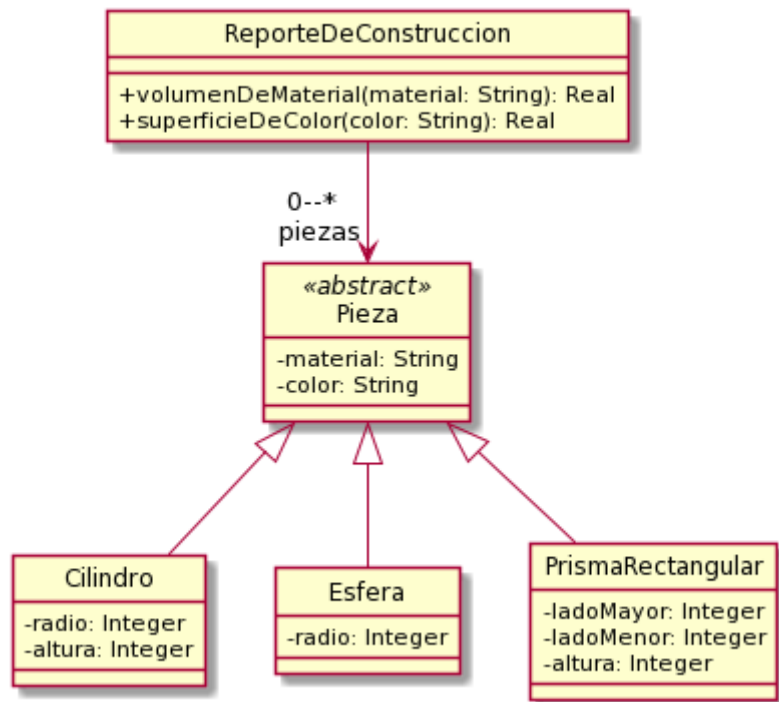 ReporteDeConstruccion
+volumenDeMaterial(material: String): Real
+superficieDeColor(color: String): Real
0--*
piezas
«abstract»
Pieza
-material: String
-color: String
Cilindro
-radio: Integer
-altura: Integer
Esfera
-radio: Integer
PrismaRectangular
-ladoMayor: Integer
-ladoMenor: Integer
-altura: Integer